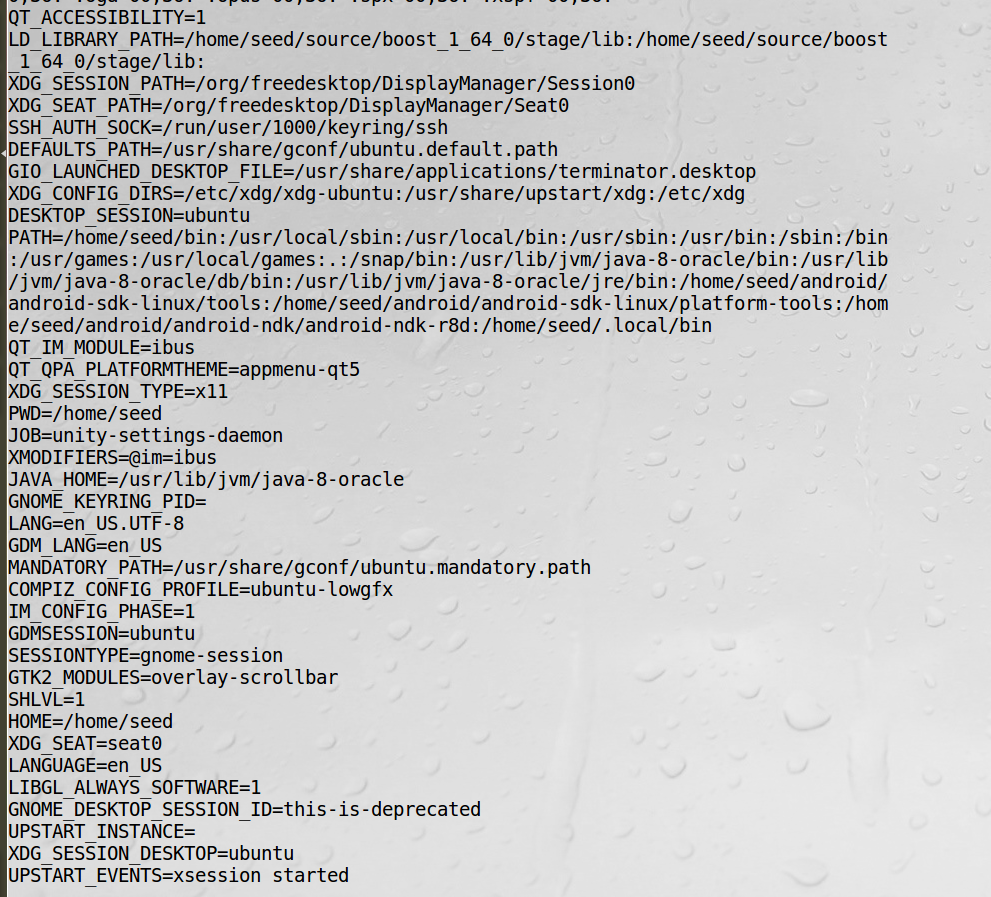 QT_ACCESSIBILITY=1
LD_LIBRARY_PATH=/home/seed/source/boost_1_64_0/stage/lib:/home/seed/source/boost
_1_64_0/stage/lib:
XDG_SESSION_PATH=/org/freedesktop/DisplayManager/Session0
XDG_SEAT_PATH=/org/freedesktop/DisplayManager/Seat0
SSH_AUTH_SOCK=/run/user/1000/keyring/ssh
DEFAULTS_PATH=/usr/share/gconf/ubuntu.default.path
GIO_LAUNCHED_DESKTOP_FILE=/usr/share/applications/terminator.desktop
XDG_CONFIG_DIRS=/etc/xdg/xdg-ubuntu:/usr/share/upstart/xdg:/etc/xdg
DESKTOP_SESSION=ubuntu
PATH=/home/seed/bin:/usr/local/sbin:/usr/local/bin:/usr/sbin:/usr/bin:/sbin:/bin
:/usr/games:/usr/local/games:.:/snap/bin:/usr/lib/jvm/java-8-oracle/bin:/usr/lib
/jvm/java-8-oracle/db/bin:/usr/lib/jvm/java-8-oracle/jre/bin:/home/seed/android/
android-sdk-linux/tools:/home/seed/android/android-sdk-linux/platform-tools:/hom
e/seed/android/android-ndk/android-ndk-r8d:/home/seed/.local/bin
QT_IM_MODULE=ibus
QT_QPA_PLATFORMTHEME=appmenu-qt5
XDG_SESSION_TYPE=x11
PWD=/home/seed
JOB=unity-settings-daemon
XMODIFIERS=@im=ibus
JAVA_HOME=/usr/lib/jvm/java-8-oracle
GNOME_KEYRING_PID=
LANG=en_US.UTF-8
GDM_LANG=en_US
MANDATORY_PATH=/usr/share/gconf/ubuntu.mandatory.path
COMPIZ_CONFIG_PROFILE=ubuntu-lowgfx
IM_CONFIG_PHASE=1
GDMSESSION=ubuntu
SESSIONTYPE=gnome-session
GTK2_MODULES=overlay-scrollbar
SHLVL=1
HOME=/home/seed
XDG_SEAT=seat0
LANGUAGE=en_US
LIBGL_ALWAYS_SOFTWARE=1
GNOME_DESKTOP_SESSION_ID=this-is-deprecated
UPSTART_INSTANCE=
XDG_SESSION_DESKTOP=ubuntu
UPSTART_EVENTS=xsession started